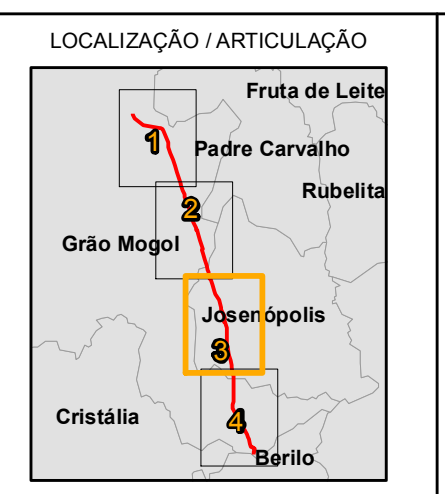 LOCALIZAÇÃO / ARTICULAÇÃO
Fruta de Leite
1
Padre Carvalho
Rubelita
2
Grão Mogol
Josenópolis
3
Cristália
4
Berilo